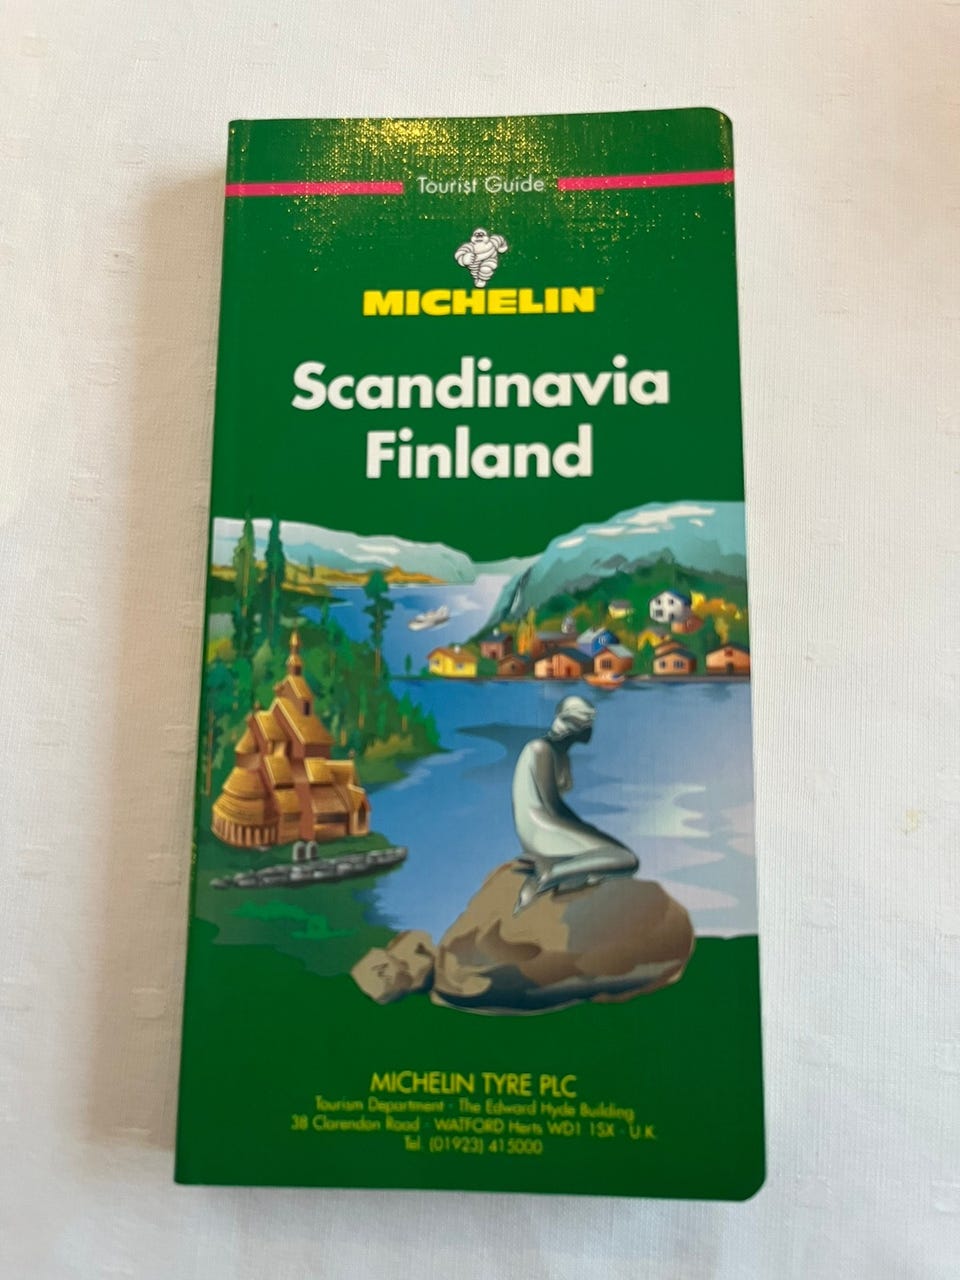 Tourist Guide
MICHELIN
Scandinavia
Finland
MICHELIN TYRE PLC
Tourism Department · The Edward Hyde Building
38 Clarendon Road · WATFORD Herts WD1 1SX · U.K.
Tel. (01923) 415000